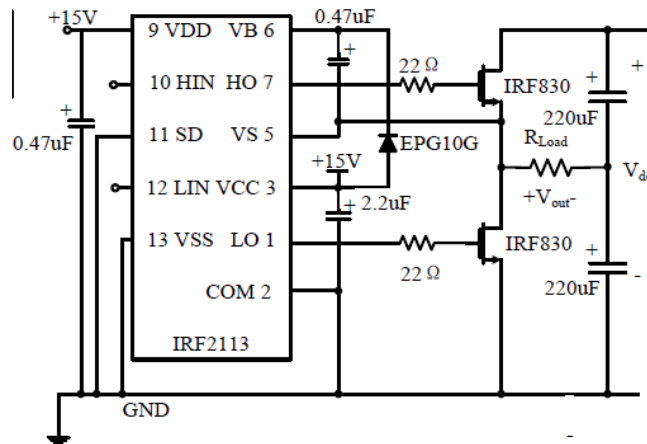 +15V
9 VDD VB 6
0.47uF
+
+
10 HIN HO 7
22 Ω
IRF830
+
220uF
+
+
0.47uF
11 SD VS 5
EPG10G
RLoad
+15V
12 LIN VCC 3
+
2.2uF
+Vout-
13 VSS LO 1
22 Ω
IRF830
+
220uF
-
COM 2
IRF2113
GND
-